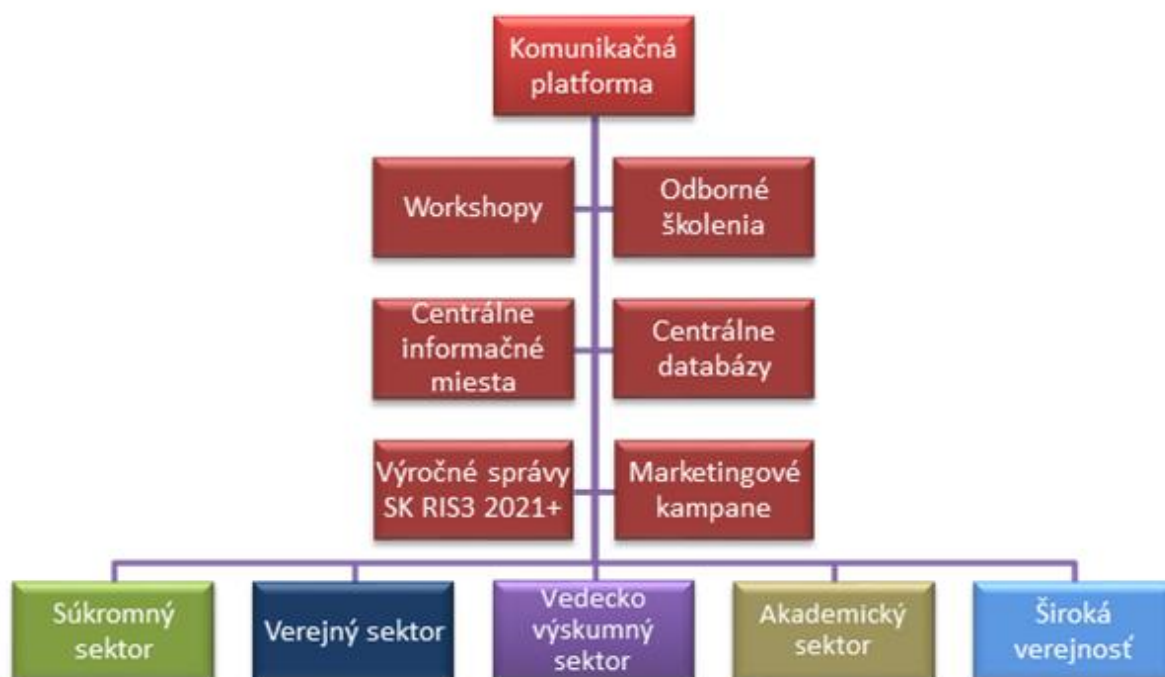 Komunikačná
platforma
Workshopy
Odborné
školenia
Centrálne
informačné
miesta
Centrálne
databázy
Výročné správy
SK RIS3 2021+
Marketingové
kampane
Súkromný
sektor
Verejný sektor
Vedecko
výskumný
sektor
Akademický
sektor
Široká
verejnosť